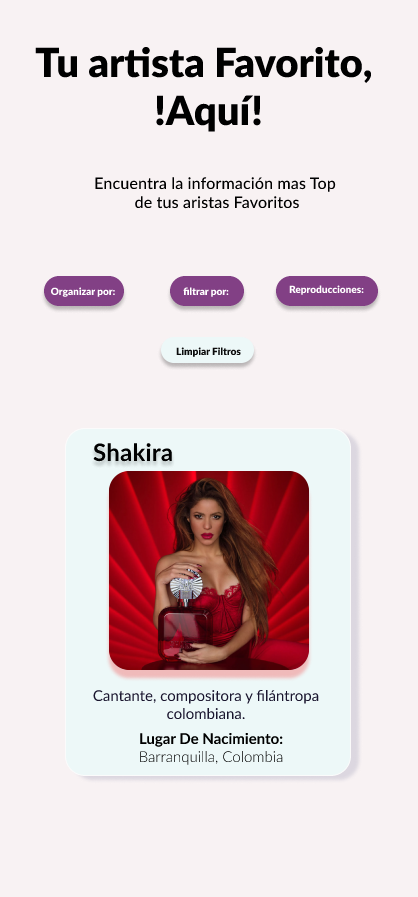 Tu artista Favorito,
!Aquí!
Encuentra la información mas Top
de tus aristas Favoritos
Organizar por:
filtrar por:
Reproducciones:
Limpiar Filtros
Shakira
Cantante, compositora y filántropa
colombiana.
Lugar De Nacimiento:
Barranquilla, Colombia